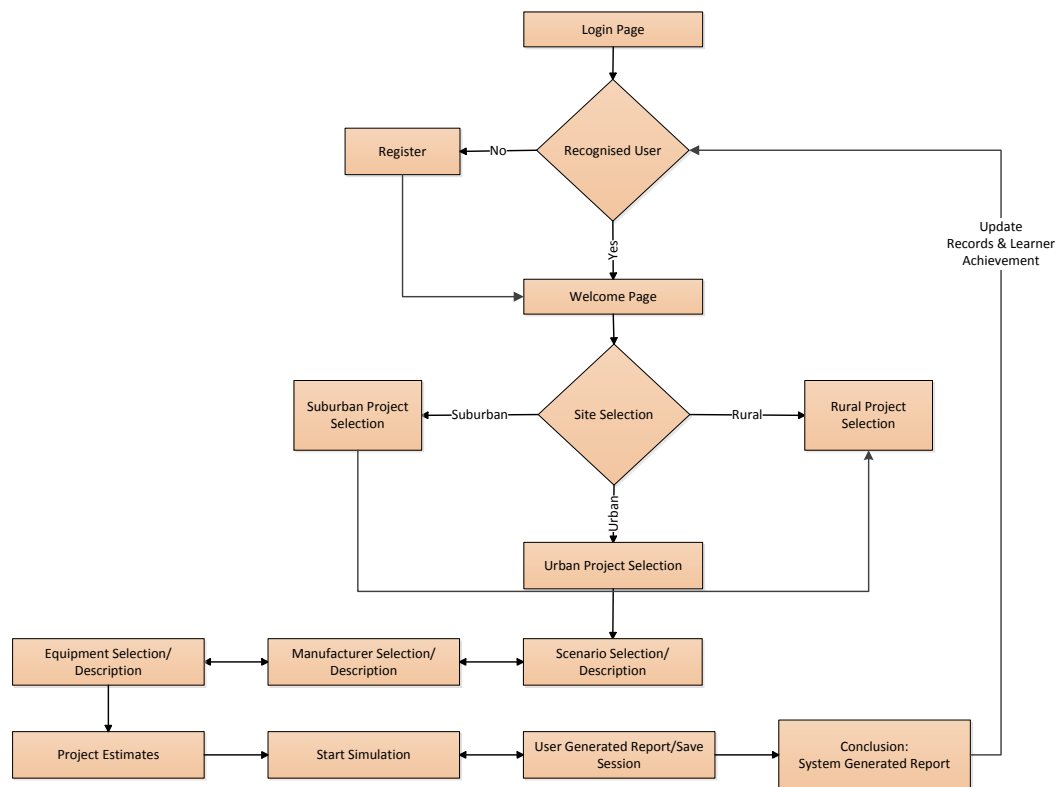 Login Page
Recognised User
No
Register
Yes
Update
Records & Learner
Achievement
Welcome Page
Suburban Project
Selection
Suburban
Site Selection
Rural
Rural Project
Selection
Urban
Urban Project Selection
Equipment Selection/
Description
Manufacturer Selection/
Description
Scenario Selection/
Description
Project Estimates
Start Simulation
User Generated Report/Save
Session
Conclusion:
System Generated Report